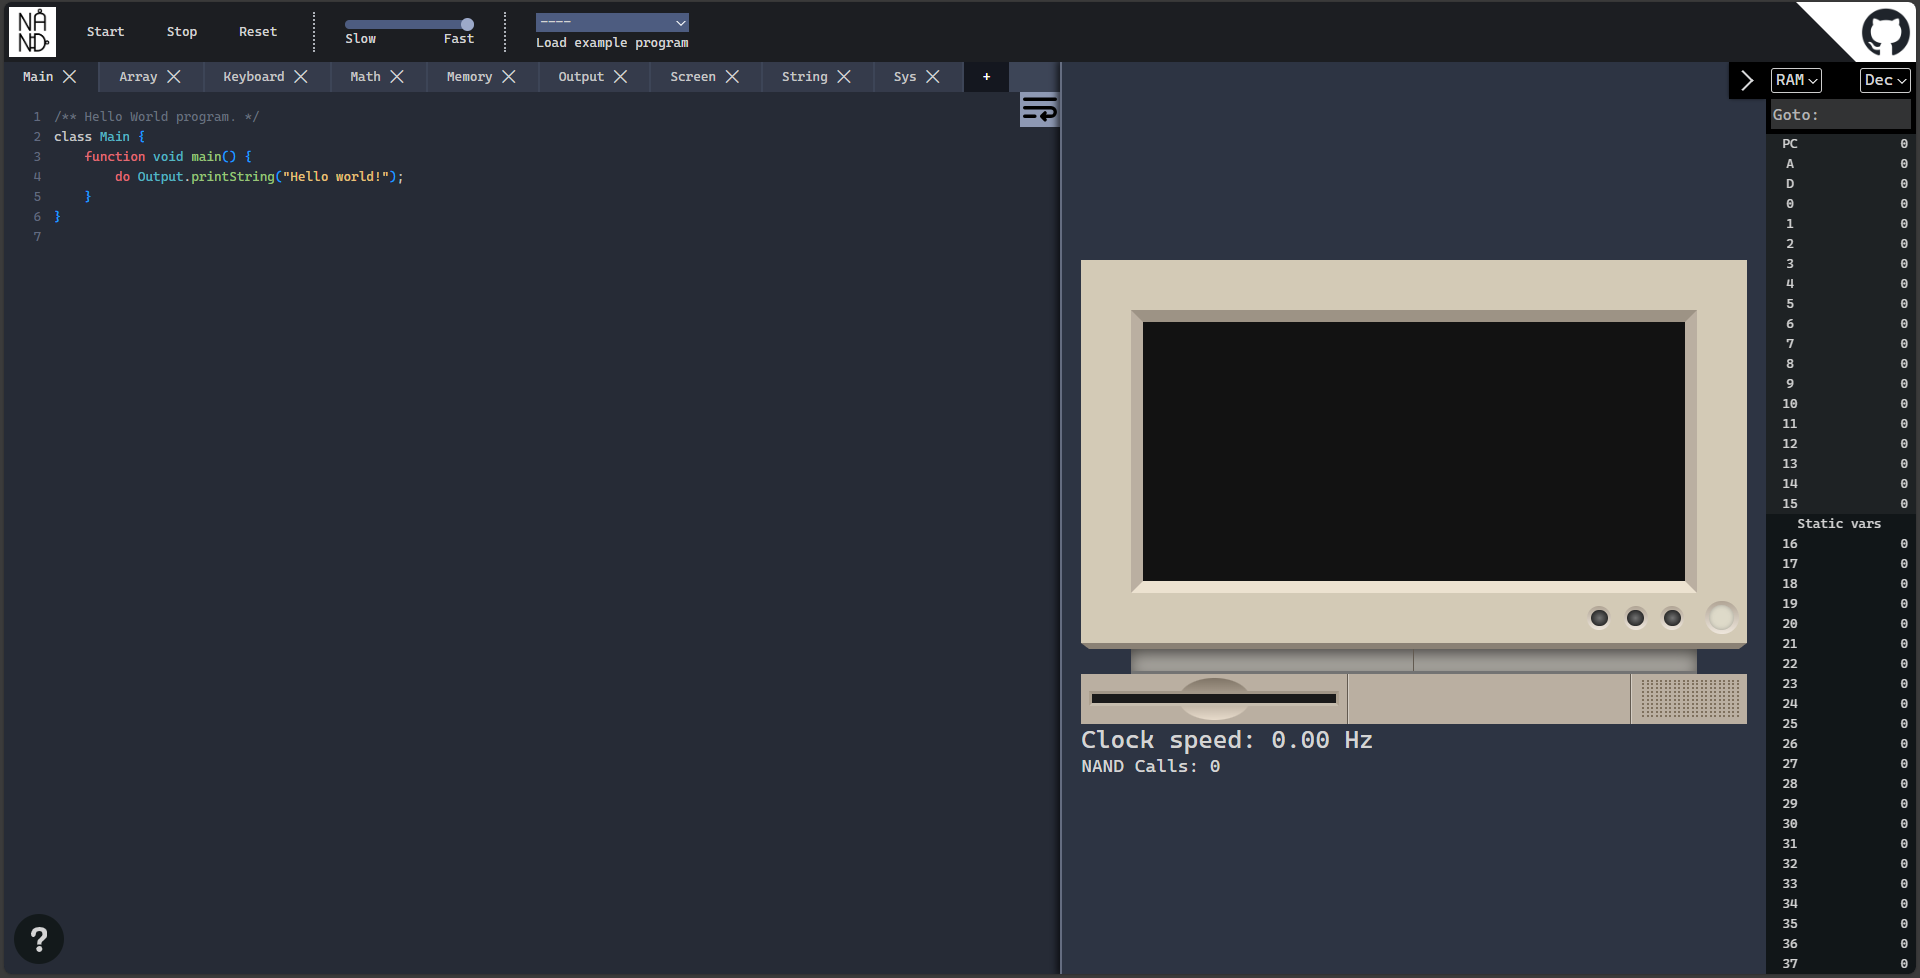 NAND
Start Stop Reset
Slow Fast
----
Load example program
Main Array Keyboard Math Memory Output Screen String Sys +
RAM Dec
Goto:
1 /** Hello World program. */
2 class Main {
3 function void main() {
4 do Output.printString("Hello world!");
5 }
6 }
7
Clock speed: 0.00 Hz
NAND Calls: 0
PC 0
A 0
D 0
0 0
1 0
2 0
3 0
4 0
5 0
6 0
7 0
8 0
9 0
10 0
11 0
12 0
13 0
14 0
15 0
Static vars
16 0
17 0
18 0
19 0
20 0
21 0
22 0
23 0
24 0
25 0
26 0
27 0
28 0
29 0
30 0
31 0
32 0
33 0
34 0
35 0
36 0
37 0
?